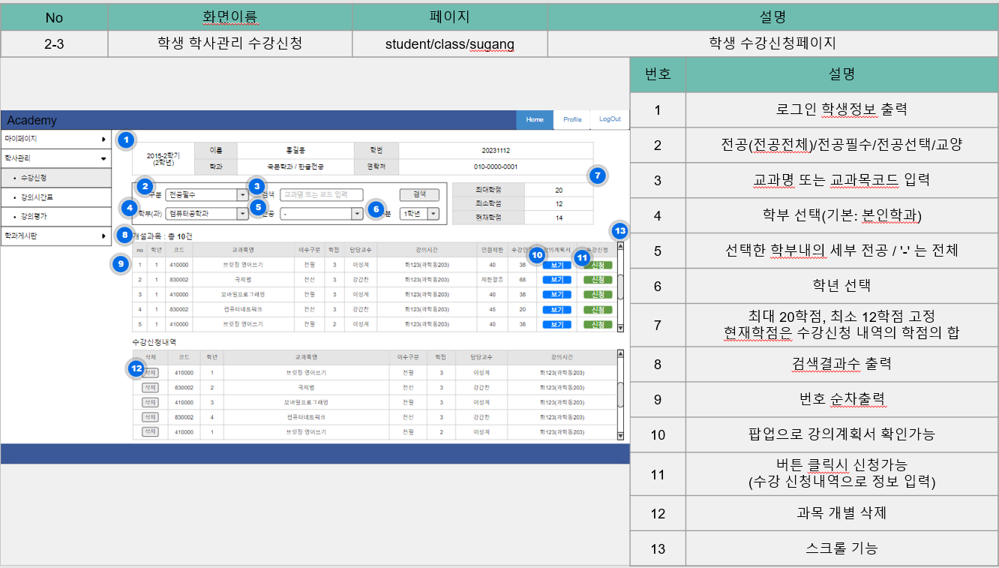 No 화면이름 페이지 설명
2-3 학생 학사관리 수강신청 student/class/sugang 학생 수강신청페이지
번호 설명
1 로그인 학생정보 출력
2 전공(전공전체)/전공필수/전공선택/교양
3 교과명 또는 교과목코드 입력
4 학부 선택(기본: 본인학과)
5 선택한 학부내의 세부 전공 / '-' 는 전체
6 학년 선택
7 최대 20학점, 최소 12학점 고정
현재학점은 수강신청 내역의 학점의 합
8 검색결과수 출력
9 번호 순차출력
10 팝업으로 강의계획서 확인가능
11 버튼 클릭시 신청가능
(수강 신청내역으로 정보 입력)
12 과목 개별 삭제
13 스크롤 기능
Academy Home Profile LogOut
마이페이지
학사관리
• 수강신청
• 강의시간표
• 강의평가
학과게시판
1
2015-2학기
(2학년)
이름 홍길동 학번 20231112
학과 국른학과 / 한글전공 연락처 010-0000-0001
2 구분 전공필수 3 검색 교과명 또는 코드 입력 검색
4 학부(과) 컴퓨터공학과 5 전공 - 6 1학년
7
최대학점 20
최소학점 12
현재학점 14
8 개설과목 : 총 10건 13
no 학년 코드 교과목명 이수구분 학점 담당교수 강의시간 인원제한 수강인 10 강의계획서 11 수강신청
9
1 1 410000 브릿징 영어쓰기 전필 3 이성계 화123(과학동203) 40 38 보기 신청
2 1 830002 국제법 전선 3 강감찬 화123(과학동203) 제한없음 68 보기 신청
3 1 410000 모바일프로그래밍 전필 3 이성계 화123(과학동203) 40 38 보기 신청
4 1 830002 컴퓨터네트워크 전선 3 강감찬 화123(과학동203) 45 20 보기 신청
5 1 410000 브릿징 영어쓰기 전필 2 이성계 화123(과학동203) 40 38 보기 신청
수강신청내역
삭제 코드 학년 교과목명 이수구분 학점 담당교수 강의시간
12 삭제 410000 1 브릿징 영어쓰기 전필 3 이성계 화123(과학동203)
삭제 830002 2 국제법 전선 3 강감찬 화123(과학동203)
삭제 410000 3 모바일프로그래밍 전필 3 이성계 화123(과학동203)
삭제 830002 4 컴퓨터네트워크 전선 3 강감찬 화123(과학동203)
삭제 410000 1 브릿징 영어쓰기 전필 2 이성계 화123(과학동203)